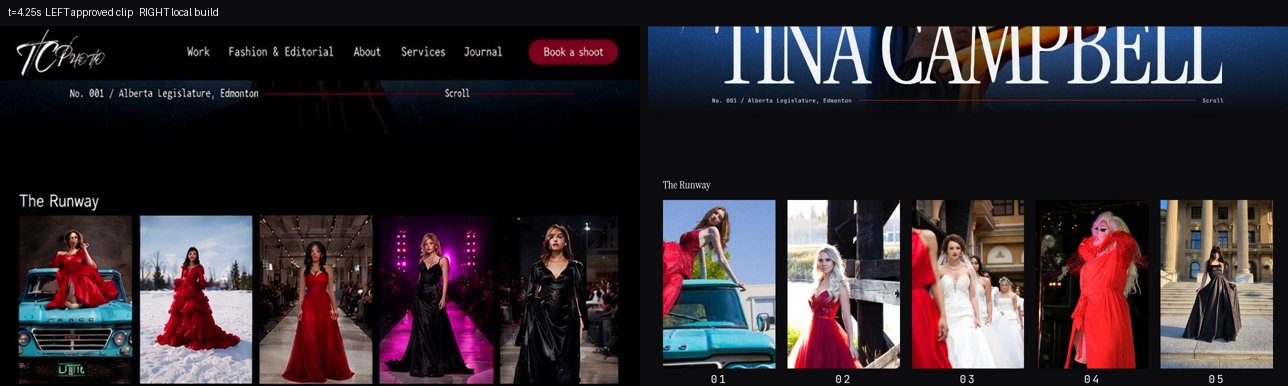 t=4.25s LEFT approved clip RIGHT local build
TCPHOTO
Work Fashion & Editorial About Services Journal Book a shoot
No. 001 / Alberta Legislature, Edmonton Scroll
The Runway
TINA CAMPBELL
No. 001 / Alberta Legislature, Edmonton Scroll
The Runway
01 02 03 04 05